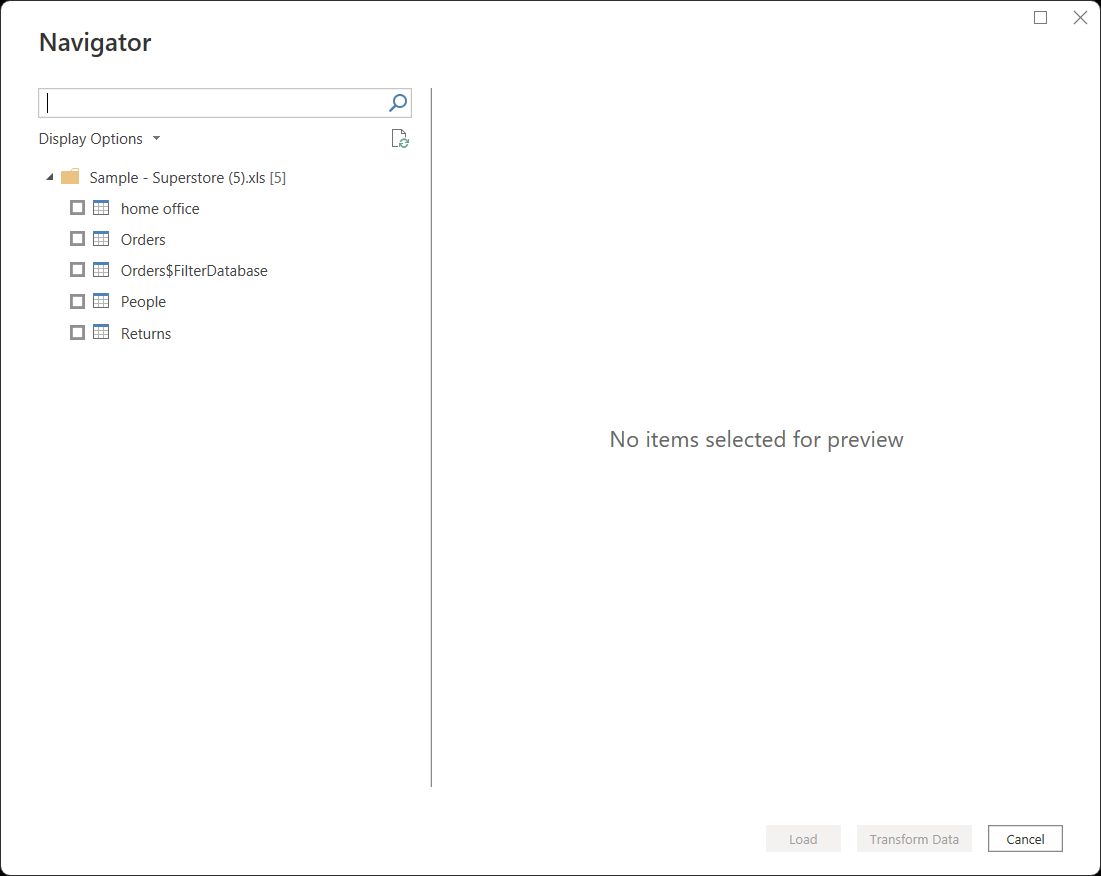 Navigator
Display Options
Sample - Superstore (5).xls [5]
home office
Orders
Orders$FilterDatabase
People
Returns
No items selected for preview
Load
Transform Data
Cancel